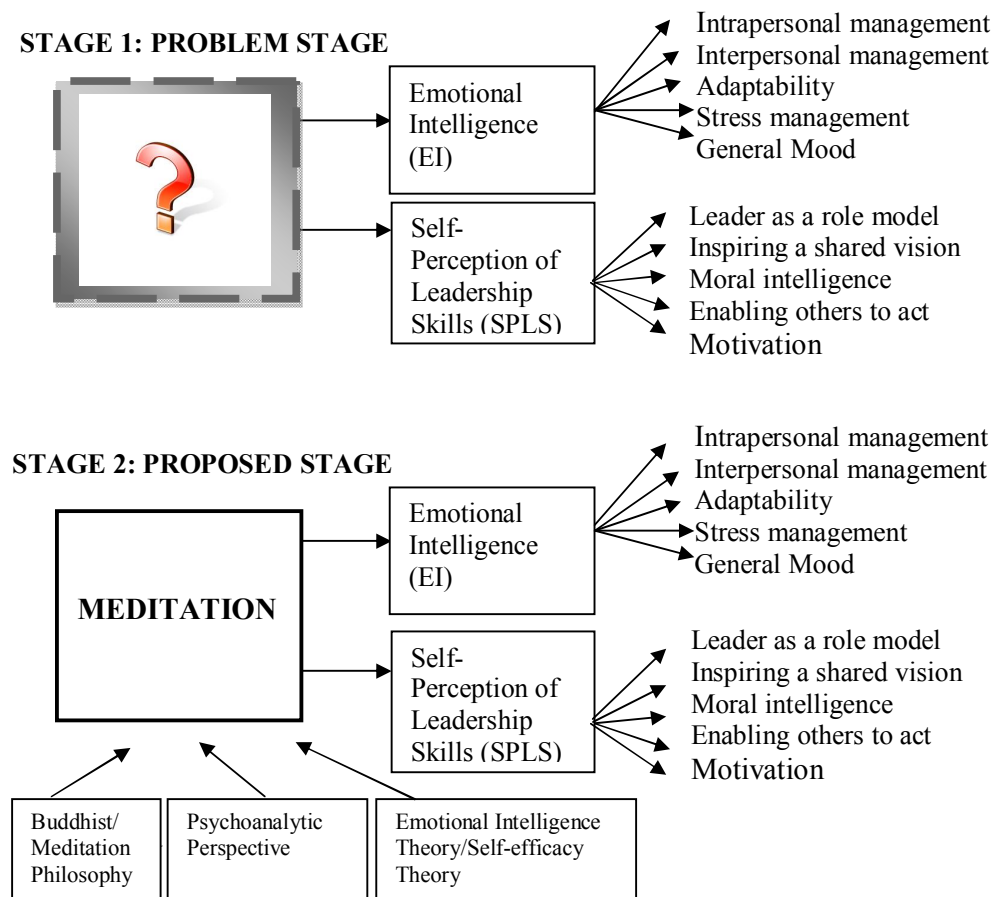 STAGE 1: PROBLEM STAGE
?
Emotional
Intelligence
(EI)
Intrapersonal management
Interpersonal management
Adaptability
Stress management
General Mood
Self-
Perception of
Leadership
Skills (SPLS)
Leader as a role model
Inspiring a shared vision
Moral intelligence
Enabling others to act
Motivation
STAGE 2: PROPOSED STAGE
MEDITATION
Emotional
Intelligence
(EI)
Intrapersonal management
Interpersonal management
Adaptability
Stress management
General Mood
Self-
Perception of
Leadership
Skills (SPLS)
Leader as a role model
Inspiring a shared vision
Moral intelligence
Enabling others to act
Motivation
Buddhist/
Meditation
Philosophy
Psychoanalytic
Perspective
Emotional Intelligence
Theory/Self-efficacy
Theory